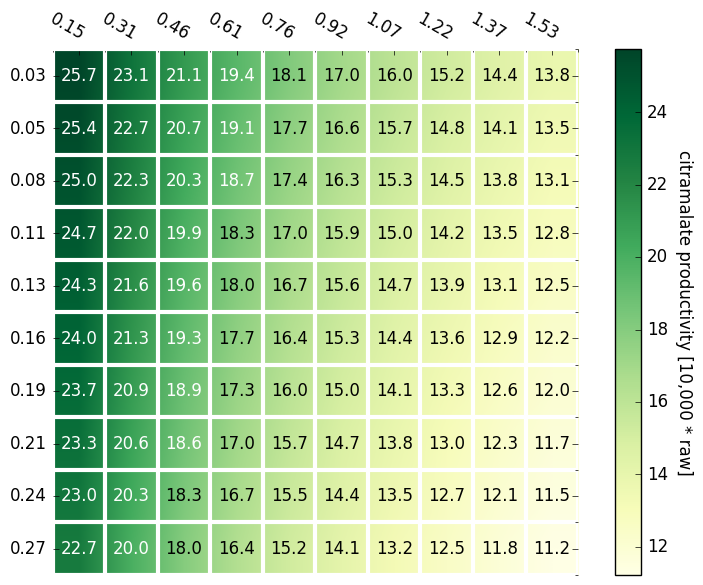 0.15 0.31 0.46 0.61 0.76 0.92 1.07 1.22 1.37 1.53
0.03 25.7 23.1 21.1 19.4 18.1 17.0 16.0 15.2 14.4 13.8
0.05 25.4 22.7 20.7 19.1 17.7 16.6 15.7 14.8 14.1 13.5
0.08 25.0 22.3 20.3 18.7 17.4 16.3 15.3 14.5 13.8 13.1
0.11 24.7 22.0 19.9 18.3 17.0 15.9 15.0 14.2 13.5 12.8
0.13 24.3 21.6 19.6 18.0 16.7 15.6 14.7 13.9 13.1 12.5
0.16 24.0 21.3 19.3 17.7 16.4 15.3 14.4 13.6 12.9 12.2
0.19 23.7 20.9 18.9 17.3 16.0 15.0 14.1 13.3 12.6 12.0
0.21 23.3 20.6 18.6 17.0 15.7 14.7 13.8 13.0 12.3 11.7
0.24 23.0 20.3 18.3 16.7 15.5 14.4 13.5 12.7 12.1 11.5
0.27 22.7 20.0 18.0 16.4 15.2 14.1 13.2 12.5 11.8 11.2
24
22
20
18
16
14
12
citramalate productivity [10,000 * raw]